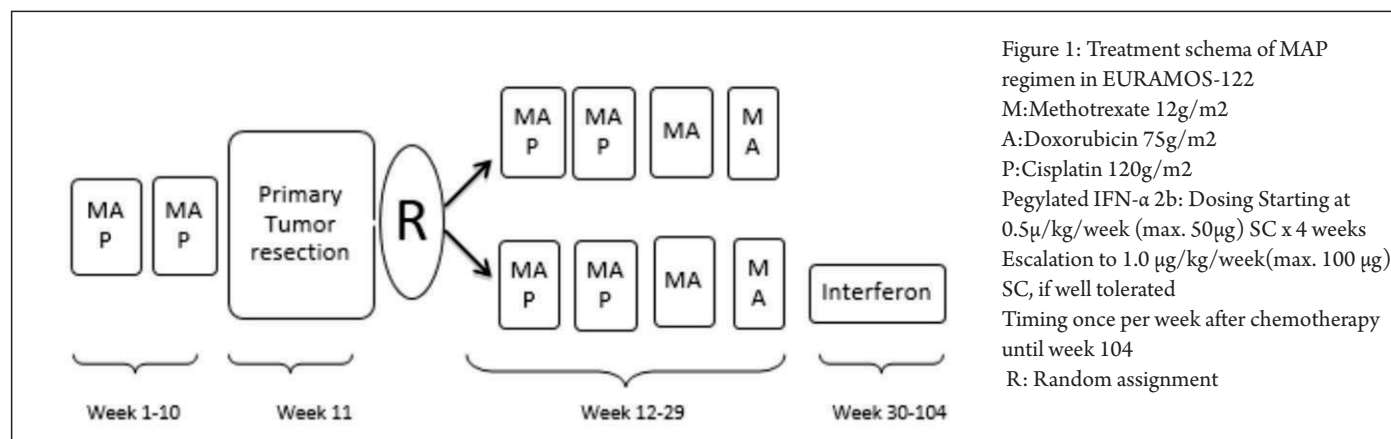 Figure 1: Treatment schema of MAP
regimen in EURAMOS-122
M:Methotrexate 12g/m2
A:Doxorubicin 75g/m2
P:Cisplatin 120g/m2
Pegylated IFN-α 2b: Dosing Starting at
0.5μ/kg/week (max. 50μg) SC x 4 weeks
Escalation to 1.0 μg/kg/week(max. 100 μg)
SC, if well tolerated
Timing once per week after chemotherapy
until week 104
R: Random assignment
MA
P
MA
P
Primary
Tumor
resection
R
MA
P
MA
P
MA
M
A
MA
P
MA
P
MA
M
A
Interferon
Week 1-10
Week 11
Week 12-29
Week 30-104